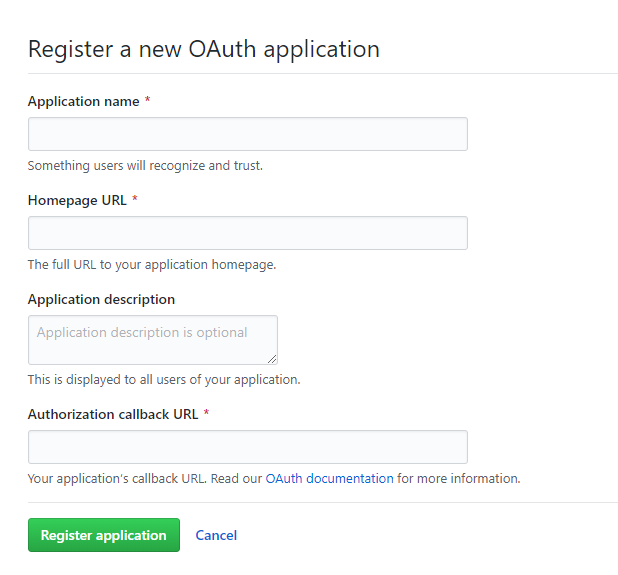 Register a new OAuth application
Application name *
Something users will recognize and trust.
Homepage URL *
The full URL to your application homepage.
Application description
Application description is optional
This is displayed to all users of your application.
Authorization callback URL *
Your application's callback URL. Read our OAuth documentation for more information.
Register application Cancel